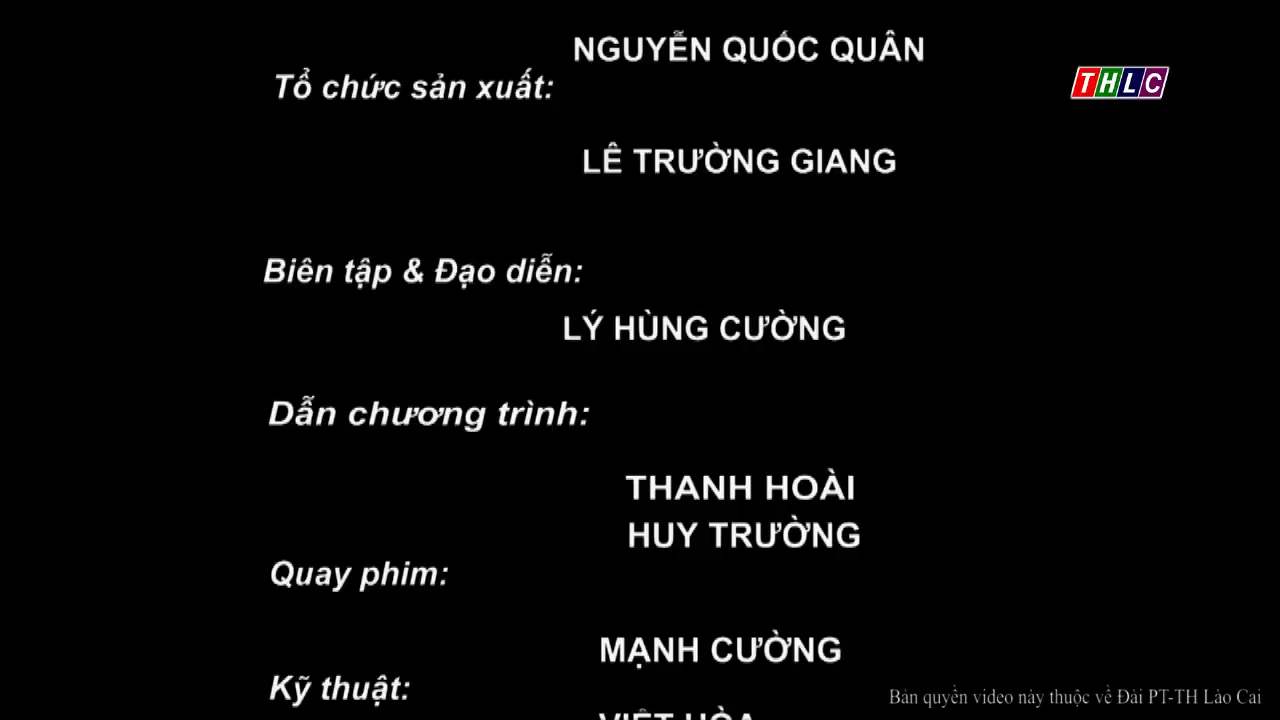 NGUYỄN QUỐC QUÂN
THLC
Tổ chức sản xuất:
LÊ TRƯỜNG GIANG
Biên tập & Đạo diễn:
LÝ HÙNG CƯỜNG
Dẫn chương trình:
THANH HOÀI
HUY TRƯỜNG
Quay phim:
MẠNH CƯỜNG
Kỹ thuật:
Bản quyền video này thuộc về Đài PT-TH Lào Cai
VIỆT HÒA